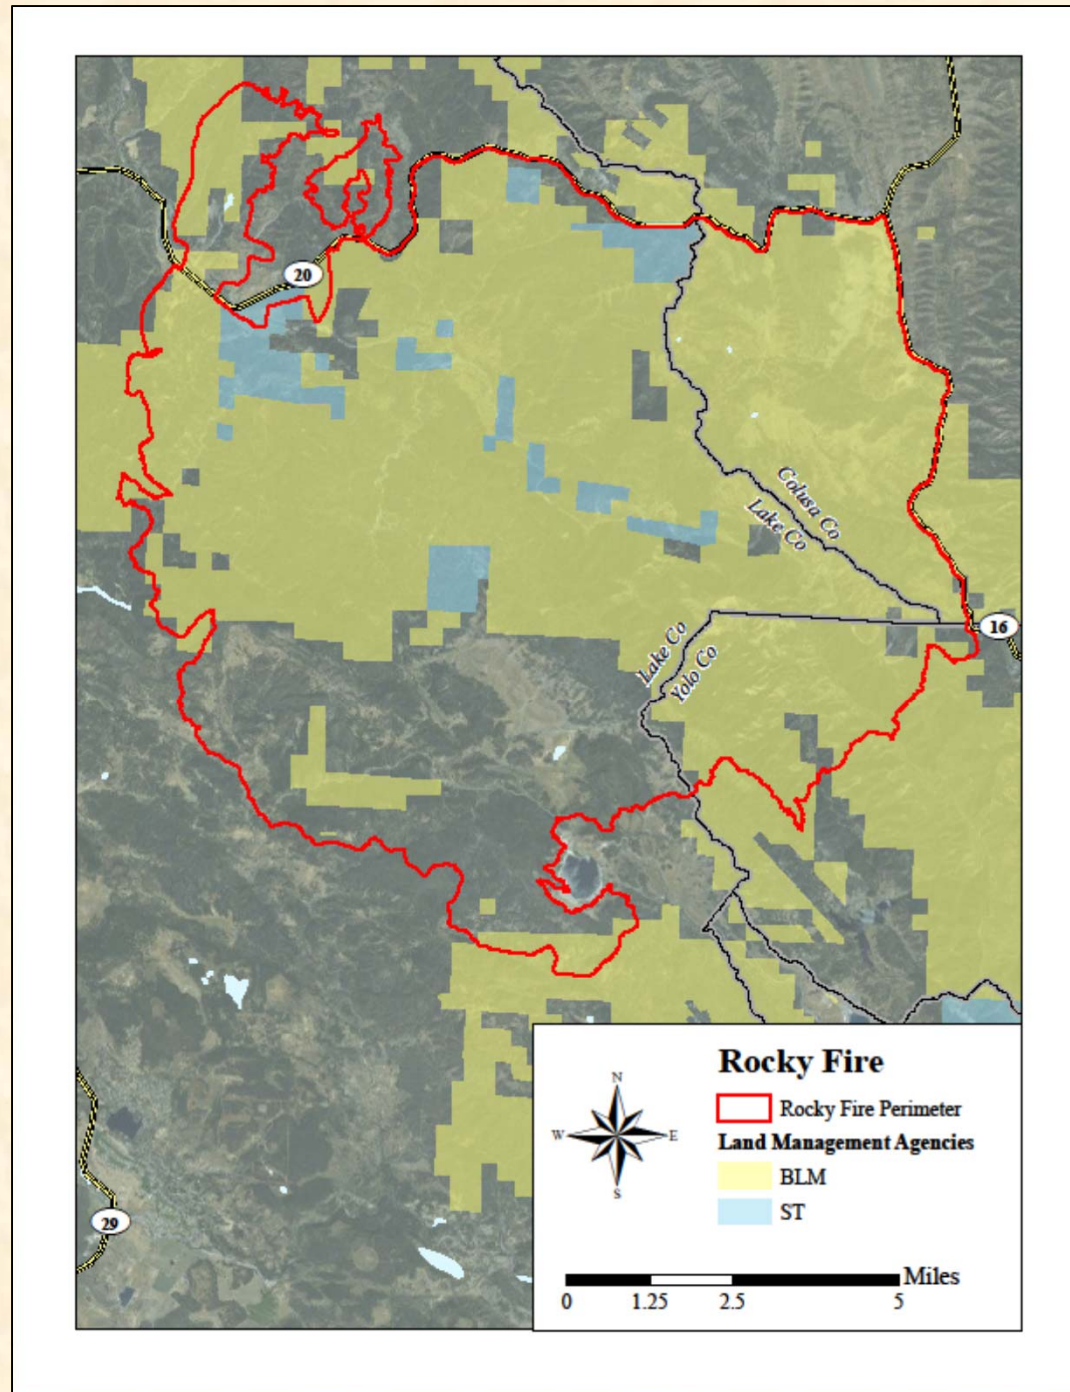 20
Colusa Co
Lake Co
16
Lake Co
Yolo Co
29
Rocky Fire
N
W
E
S
Rocky Fire Perimeter
Land Management Agencies
BLM
ST
Miles
0 1.25 2.5 5